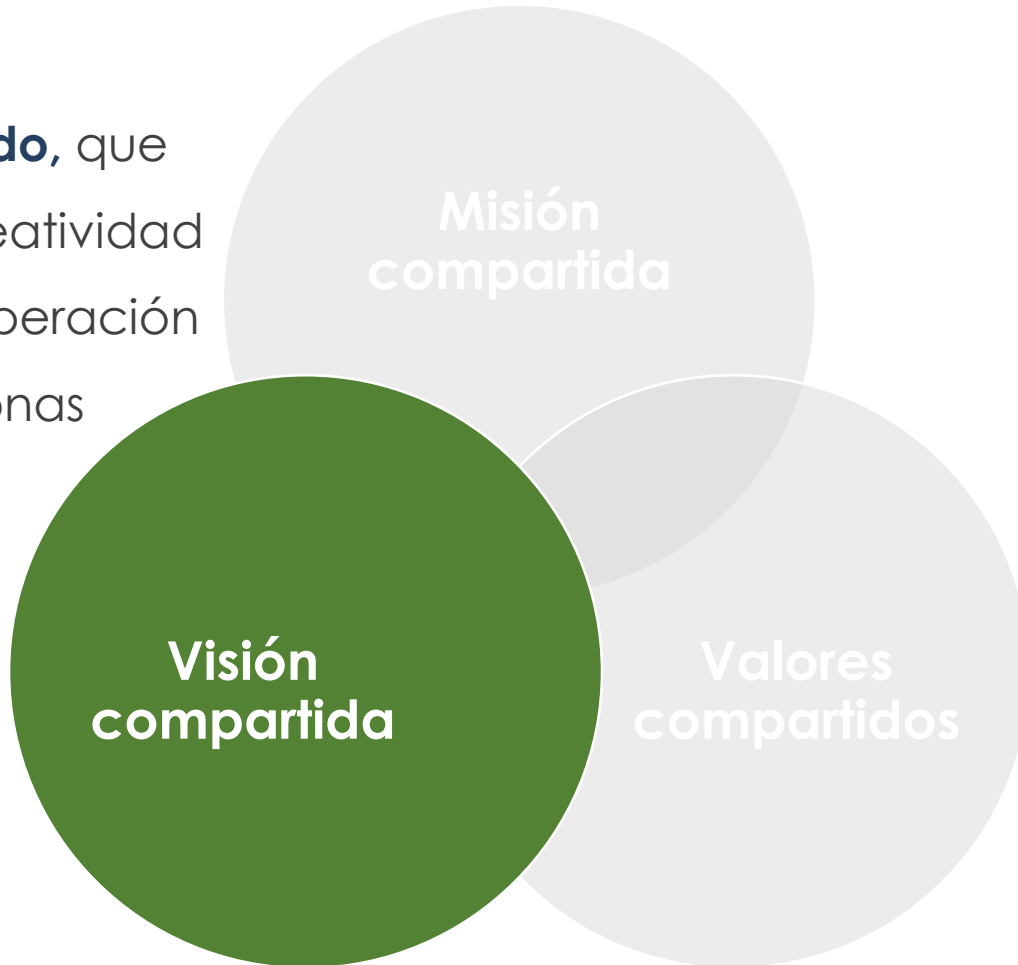 do, que
eatividad
peración
onas
Misión
compartida
Visión
compartida
Valores
compartidos